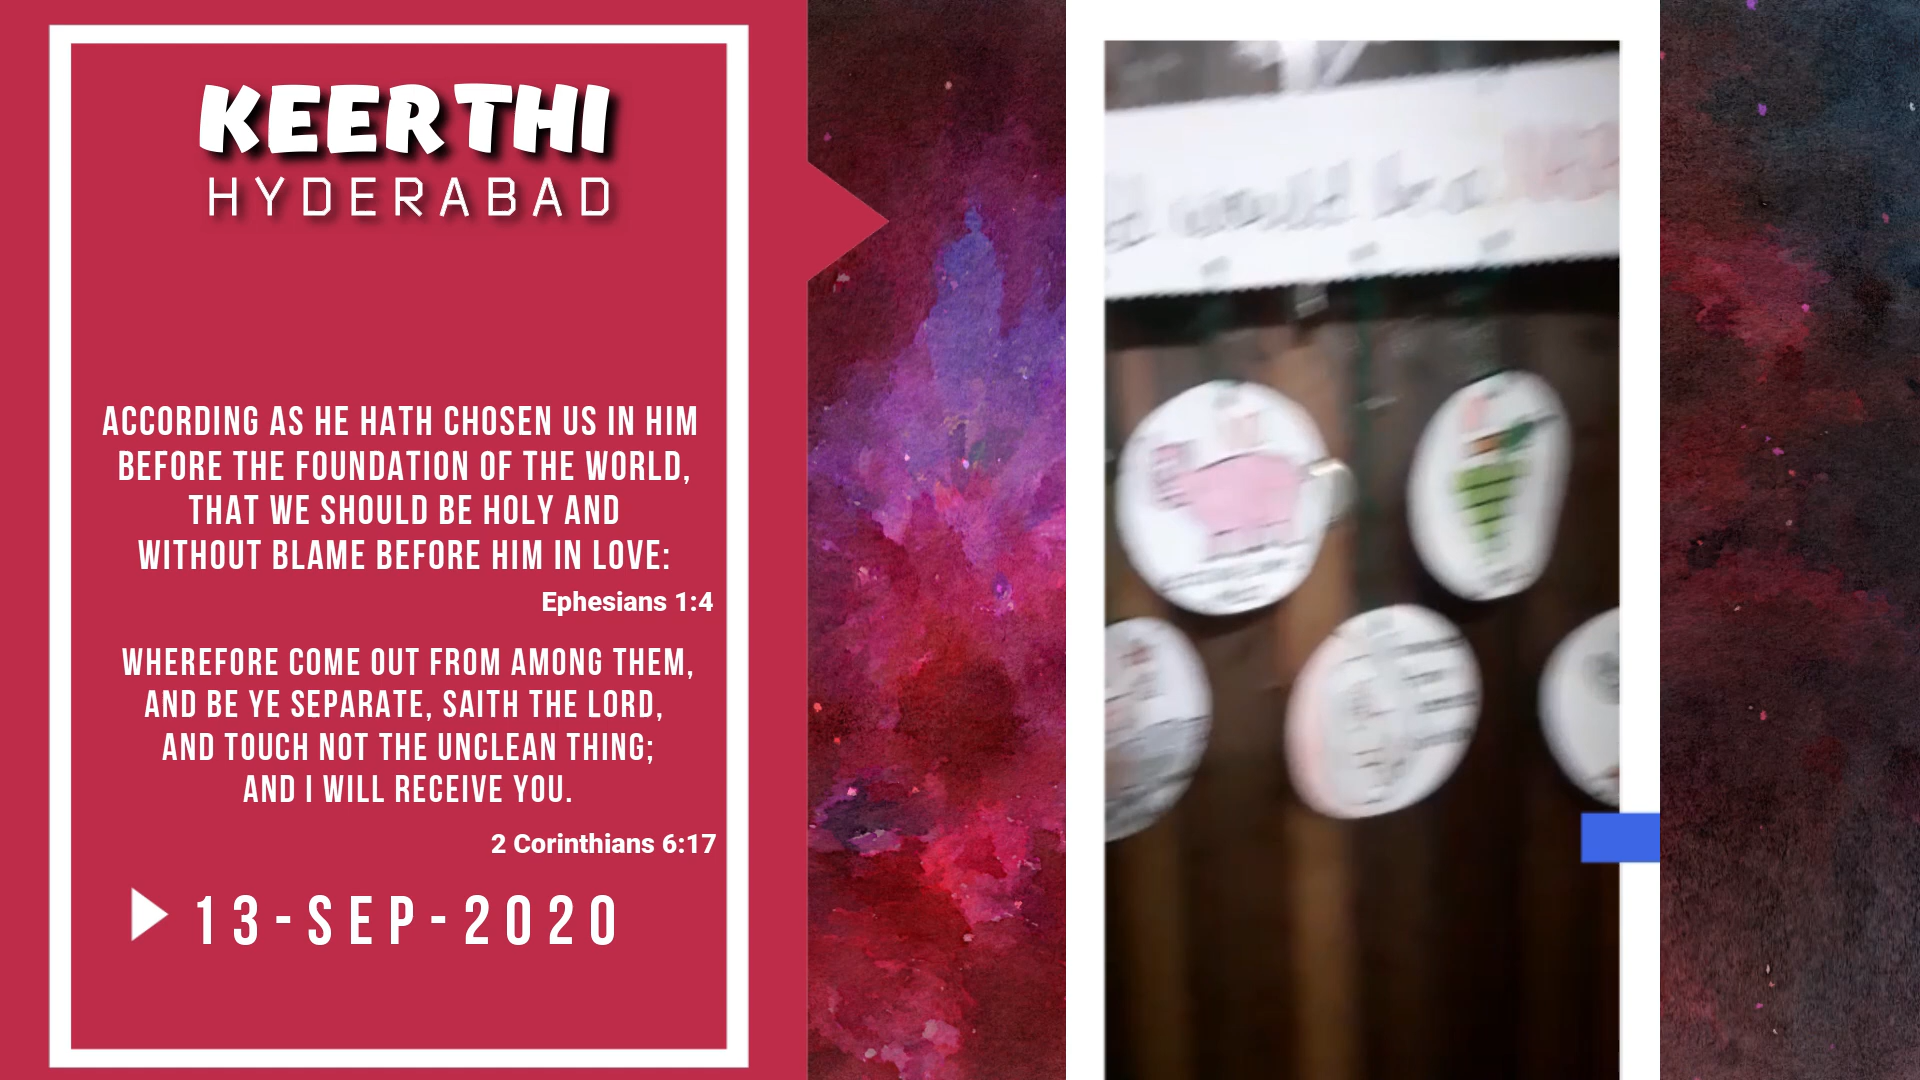 KEERTHI
HYDERABAD
ACCORDING AS HE HATH CHOSEN US IN HIM
BEFORE THE FOUNDATION OF THE WORLD,
THAT WE SHOULD BE HOLY AND
WITHOUT BLAME BEFORE HIM IN LOVE:
Ephesians 1:4
WHEREFORE COME OUT FROM AMONG THEM,
AND BE YE SEPARATE, SAITH THE LORD,
AND TOUCH NOT THE UNCLEAN THING;
AND I WILL RECEIVE YOU.
2 Corinthians 6:17
13-SEP-2020
would be a